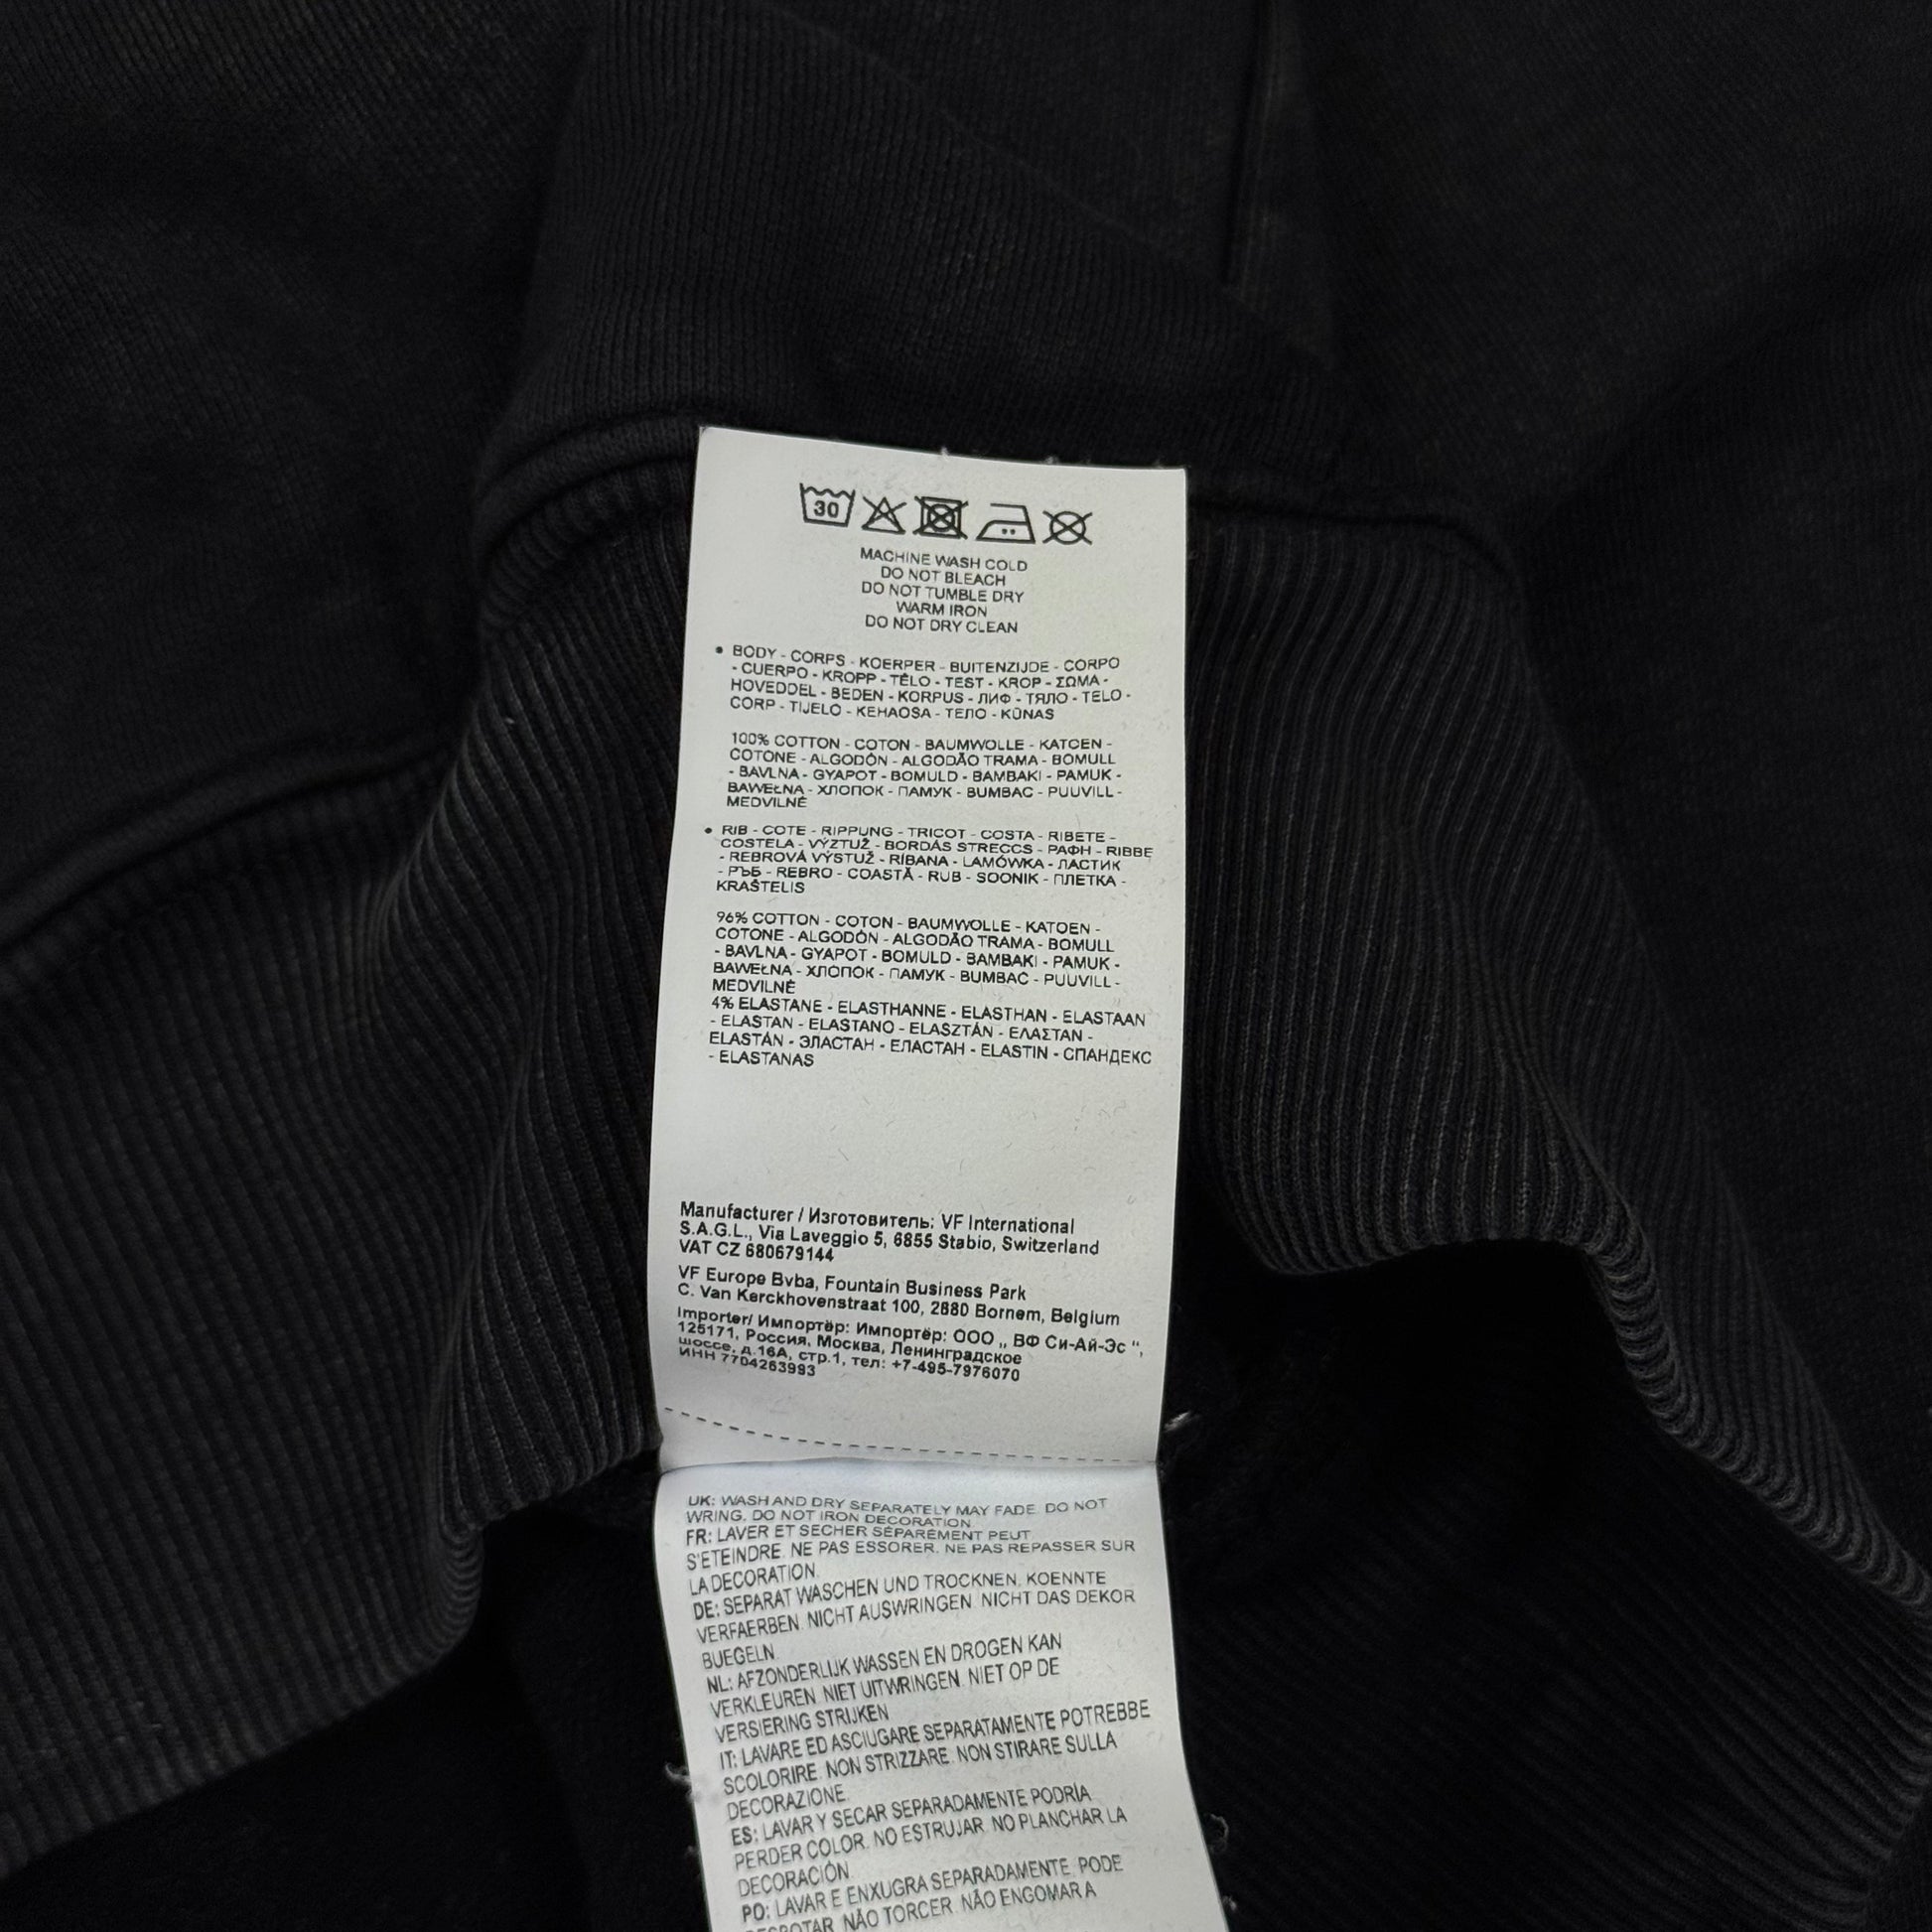 30
MACHINE WASH COLD
DO NOT BLEACH
DO NOT TUMBLE DRY
WARM IRON
DO NOT DRY CLEAN
• BODY - CORPS - KOERPER - BUITENZIJDE - CORPO
- CUERPO - KROPP - TĚLO - TEST - KROP - ΣΩΜΑ -
HOVEDDEL - BEDEN - KORPUS - ЛИФ - ТЯЛО - TELO -
CORP - TIJELO - KEHAOSA - ТЕЛО - KŪNAS
100% COTTON - COTON - BAUMWOLLE - KATOEN -
COTONE - ALGODÓN - ALGODÃO TRAMA - BOMULL
- BAVLNA - GYAPOT - BOMULD - BAMBAKI - PAMUK -
BAWEŁNA - ХЛОПОК - ПАМУК - BUMBAC - PUUVILL -
MEDVILNĖ
• RIB - COTE - RIPPUNG - TRICOT - COSTA - RIBETE -
COSTELA - VÝZTUŽ - BORDÁS STRECCS - РАФН - RIBBE
- REBROVÁ VÝSTUŽ - RIBANA - LAMÓWKA - ЛАСТИК
- РЪБ - REBRO - COASTĂ - RUB - SOONIK - ПЛЕТКА -
KRAŠTELIS
96% COTTON - COTON - BAUMWOLLE - KATOEN -
COTONE - ALGODÓN - ALGODÃO TRAMA - BOMULL
- BAVLNA - GYAPOT - BOMULD - BAMBAKI - PAMUK -
BAWEŁNA - ХЛОПОК - ПАМУК - BUMBAC - PUUVILL -
MEDVILNĖ
4% ELASTANE - ELASTHANNE - ELASTHAN - ELASTAAN
- ELASTAN - ELASTANO - ELASZTÁN - ΕΛΑΣΤΑΝ -
ELASTÁN - ЭЛАСТАН - ЕЛАСТАН - ELASTIN - СПАНДЕКС
- ELASTANAS
Manufacturer / Изготовитель: VF International
S.A.G.L., Via Laveggio 5, 6855 Stabio, Switzerland
VAT CZ 680679144
VF Europe Bvba, Fountain Business Park
C. Van Kerckhovenstraat 100, 2880 Bornem, Belgium
Importer/ Импортёр: Импортёр: ООО „ ВФ Си-Ай-Эс “,
125171, Россия, Москва, Ленинградское
шоссе, д.16А, стр.1, тел: +7-495-7976070
ИНН 7704263993
UK: WASH AND DRY SEPARATELY MAY FADE. DO NOT
WRING. DO NOT IRON DECORATION.
FR: LAVER ET SECHER SÉPARÉMENT PEUT
S'ETEINDRE. NE PAS ESSORER. NE PAS REPASSER SUR
LA DECORATION.
DE: SEPARAT WASCHEN UND TROCKNEN. KOENNTE
VERFAERBEN. NICHT AUSWRINGEN. NICHT DAS DEKOR
BUEGELN.
NL: AFZONDERLIJK WASSEN EN DROGEN KAN
VERKLEUREN. NIET UITWRINGEN. NIET OP DE
VERSIERING STRIJKEN
IT: LAVARE ED ASCIUGARE SEPARATAMENTE POTREBBE
SCOLORIRE. NON STRIZZARE. NON STIRARE SULLA
DECORAZIONE.
ES: LAVAR Y SECAR SEPARADAMENTE PODRÍA
PERDER COLOR. NO ESTRUJAR. NO PLANCHAR LA
DECORACIÓN.
PO: LAVAR E ENXUGRA SEPARADAMENTE. PODE
NÃO TORCER. NÃO ENGOMAR A